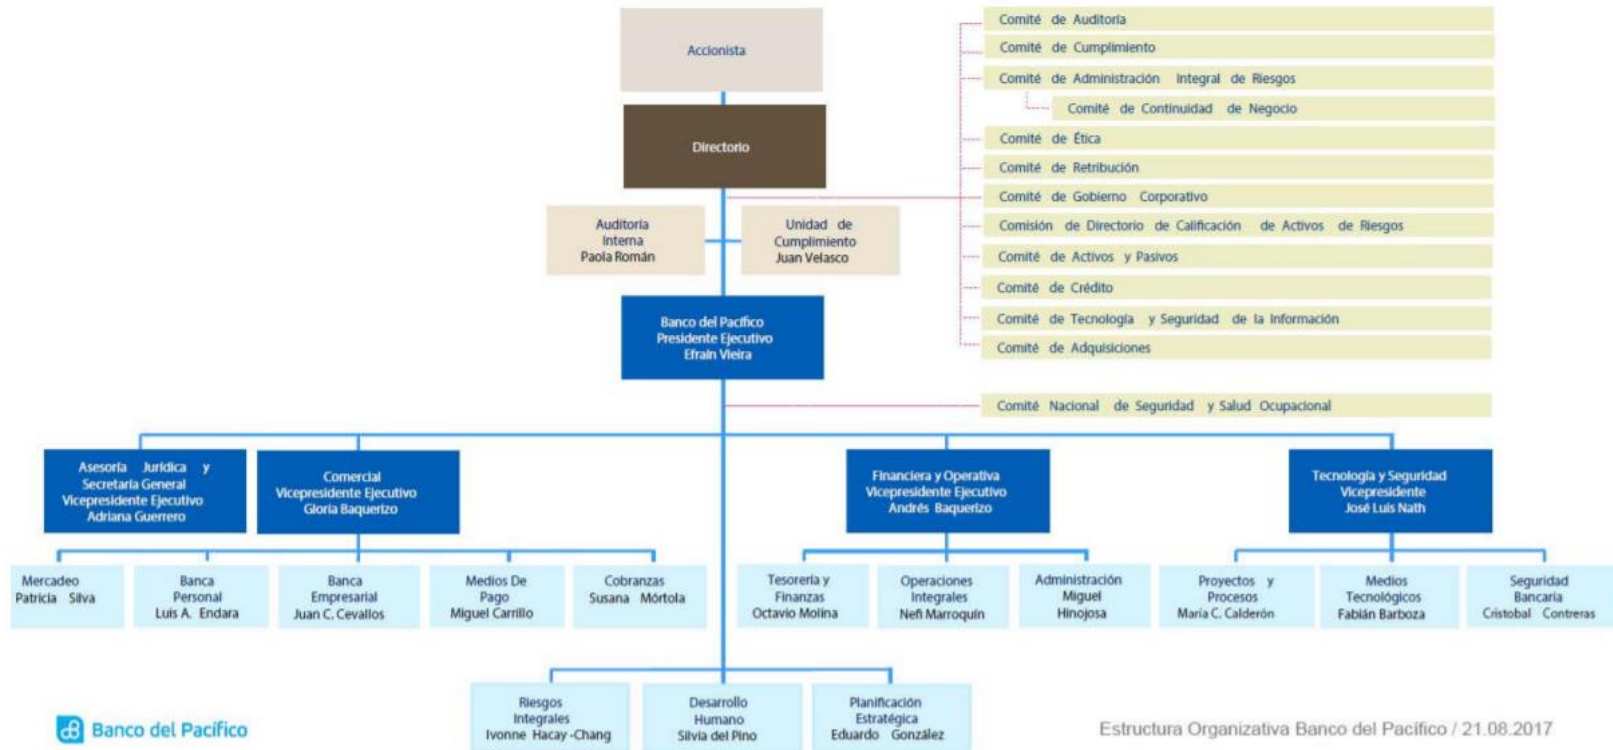 Accionista
Directorio
Comité de Auditoría
Comité de Cumplimiento
Comité de Administración Integral de Riesgos
Comité de Continuidad de Negocio
Comité de Ética
Comité de Retribución
Comité de Gobierno Corporativo
Comisión de Directorio de Calificación de Activos de Riesgos
Comité de Activos y Pasivos
Comité de Crédito
Comité de Tecnología y Seguridad de la Información
Comité de Adquisiciones
Auditoría
Interna
Paola Román
Unidad de
Cumplimiento
Juan Velasco
Banco del Pacífico
Presidente Ejecutivo
Efraín Vieira
Comité Nacional de Seguridad y Salud Ocupacional
Asesoría Jurídica y
Secretaría General
Vicepresidente Ejecutivo
Adriana Guerrero
Comercial
Vicepresidente Ejecutivo
Gloria Baquerizo
Financiera y Operativa
Vicepresidente Ejecutivo
Andrés Baquerizo
Tecnología y Seguridad
Vicepresidente
José Luis Nath
Mercadeo
Patricia Silva
Banca
Personal
Luis A. Endara
Banca
Empresarial
Juan C. Cevallos
Medios De
Pago
Miguel Carrillo
Cobranzas
Susana Mórtola
Tesorería y
Finanzas
Octavio Molina
Operaciones
Integrales
Nefi Marroquín
Administración
Miguel
Hinojosa
Proyectos y
Procesos
María C. Calderón
Medios
Tecnológicos
Fabián Barboza
Seguridad
Bancaria
Cristobal Contreras
Riesgos
Integrales
Ivonne Hacay-Chang
Desarrollo
Humano
Silvia del Pino
Planificación
Estratégica
Eduardo González
Banco del Pacífico
Estructura Organizativa Banco del Pacífico / 21.08.2017